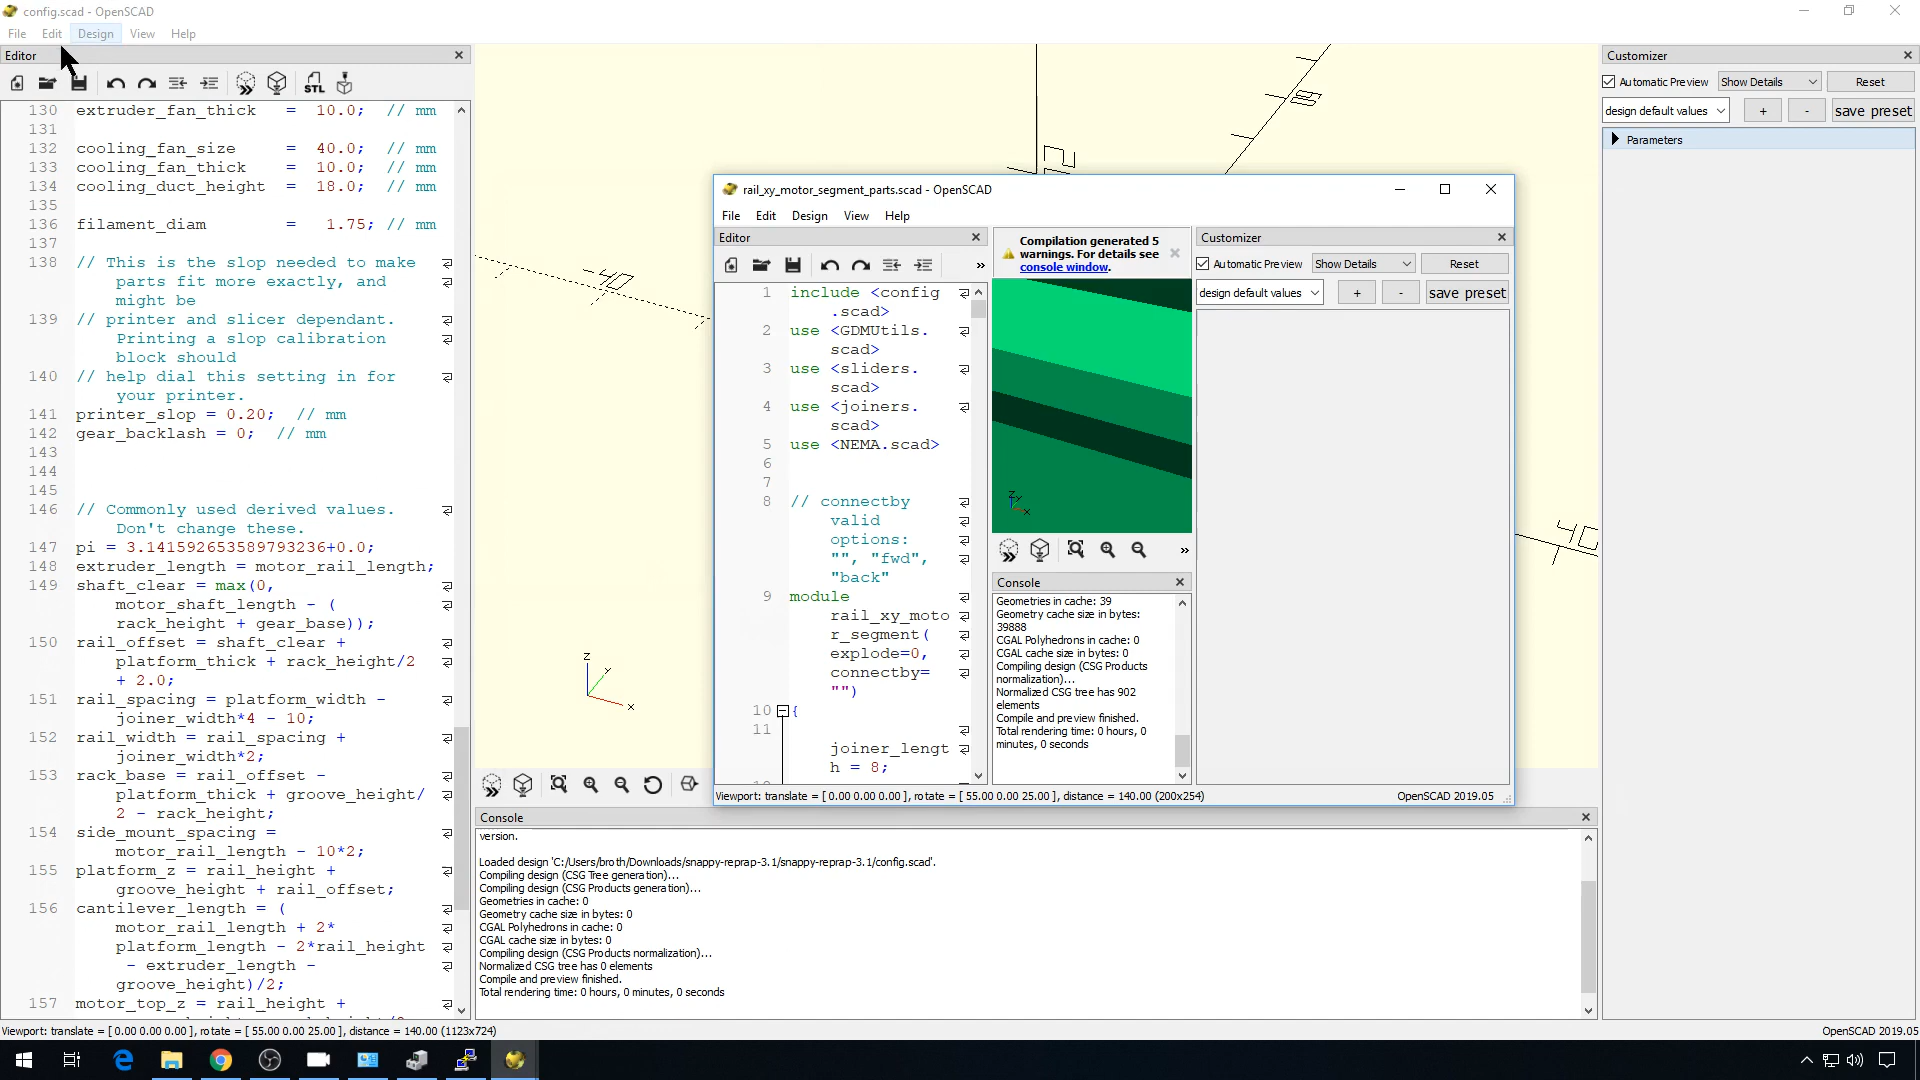 config.scad - OpenSCAD
File Edit Design View Help
Editor
STL
130 extruder_fan_thick = 10.0; // mm
131
132 cooling_fan_size = 40.0; // mm
133 cooling_fan_thick = 10.0; // mm
134 cooling_duct_height = 18.0; // mm
135
136 filament_diam = 1.75; // mm
137
138 // This is the slop needed to make
parts fit more exactly, and
might be
139 // printer and slicer dependant.
Printing a slop calibration
block should
140 // help dial this setting in for
your printer.
141 printer_slop = 0.20; // mm
142 gear_backlash = 0; // mm
143
144
145
146 // Commonly used derived values.
Don't change these.
147 pi = 3.141592653589793236+0.0;
148 extruder_length = motor_rail_length;
149 shaft_clear = max(0,
motor_shaft_length - (
rack_height + gear_base));
150 rail_offset = shaft_clear +
platform_thick + rack_height/2
+ 2.0;
151 rail_spacing = platform_width -
joiner_width*4 - 10;
152 rail_width = rail_spacing +
joiner_width*2;
153 rack_base = rail_offset -
platform_thick + groove_height/
2 - rack_height;
154 side_mount_spacing =
motor_rail_length - 10*2;
155 platform_z = rail_height +
groove_height + rail_offset;
156 cantilever_length = (
motor_rail_length + 2*
platform_length - 2*rail_height
- extruder_length -
groove_height)/2;
157 motor_top_z = rail_height +
Viewport: translate = [ 0.00 0.00 0.00 ], rotate = [ 55.00 0.00 25.00 ], distance = 140.00 (1123x724)
OpenSCAD 2019.05
10
40
z
y
x
rail_xy_motor_segment_parts.scad - OpenSCAD
File Edit Design View Help
Editor
1 include <config
.scad>
2 use <GDMUtils.
scad>
3 use <sliders.
scad>
4 use <joiners.
scad>
5 use <NEMA.scad>
6
7
8 // connectby
valid
options:
"", "fwd",
"back"
9 module
rail_xy_moto
r_segment(
explode=0,
connectby=
"")
10 {
11
joiner_lengt
h = 8;
Compilation generated 5
warnings. For details see
console window.
z
y
x
Console
Geometries in cache: 39
Geometry cache size in bytes:
39888
CGAL Polyhedrons in cache: 0
CGAL cache size in bytes: 0
Compiling design (CSG Products
normalization)...
Normalized CSG tree has 902
elements
Compile and preview finished.
Total rendering time: 0 hours, 0
minutes, 0 seconds
Customizer
Automatic Preview Show Details Reset
design default values + - save preset
Viewport: translate = [ 0.00 0.00 0.00 ], rotate = [ 55.00 0.00 25.00 ], distance = 140.00 (200x254)
OpenSCAD 2019.05
Console
version.
Loaded design 'C:/Users/broth/Downloads/snappy-reprap-3.1/snappy-reprap-3.1/config.scad'.
Compiling design (CSG Tree generation)...
Compiling design (CSG Products generation)...
Geometries in cache: 0
Geometry cache size in bytes: 0
CGAL Polyhedrons in cache: 0
CGAL cache size in bytes: 0
Compiling design (CSG Products normalization)...
Normalized CSG tree has 0 elements
Compile and preview finished.
Total rendering time: 0 hours, 0 minutes, 0 seconds
Customizer
Automatic Preview Show Details Reset
design default values + - save preset
Parameters